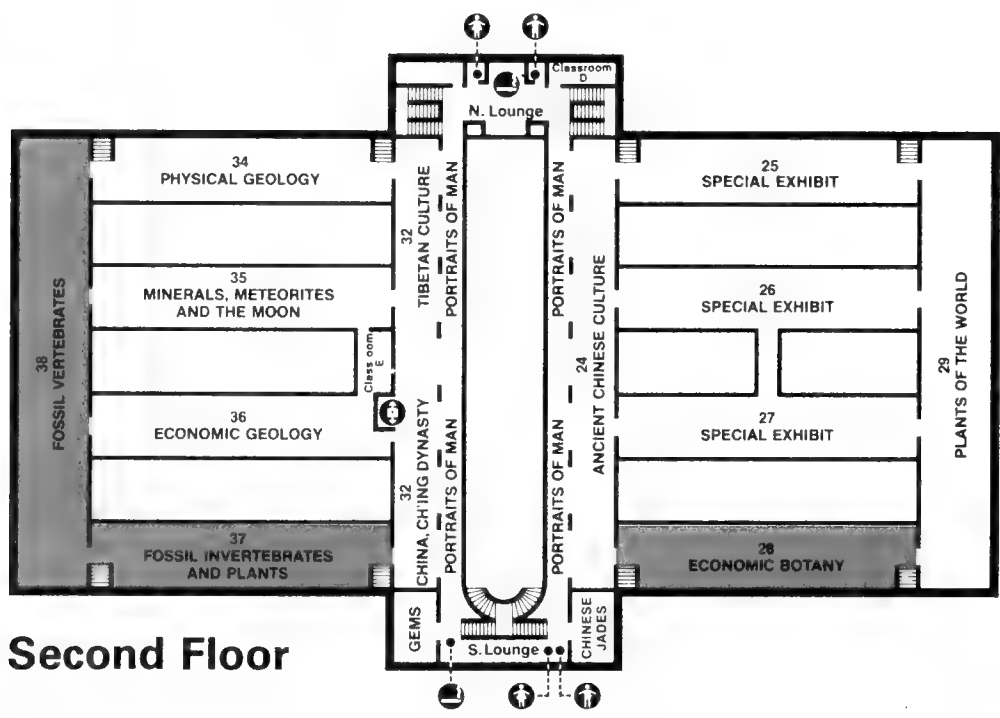 Classroom
D
N. Lounge
34
PHYSICAL GEOLOGY
32
TIBETAN CULTURE
PORTRAITS OF MAN
PORTRAITS OF MAN
25
SPECIAL EXHIBIT
38
FOSSIL VERTEBRATES
35
MINERALS, METEORITES
AND THE MOON
24
ANCIENT CHINESE CULTURE
26
SPECIAL EXHIBIT
29
PLANTS OF THE WORLD
Classroom
E
36
ECONOMIC GEOLOGY
32
CHINA, CH'ING DYNASTY
PORTRAITS OF MAN
PORTRAITS OF MAN
27
SPECIAL EXHIBIT
37
FOSSIL INVERTEBRATES
AND PLANTS
28
ECONOMIC BOTANY
GEMS
S. Lounge
CHINESE
JADES
Second Floor